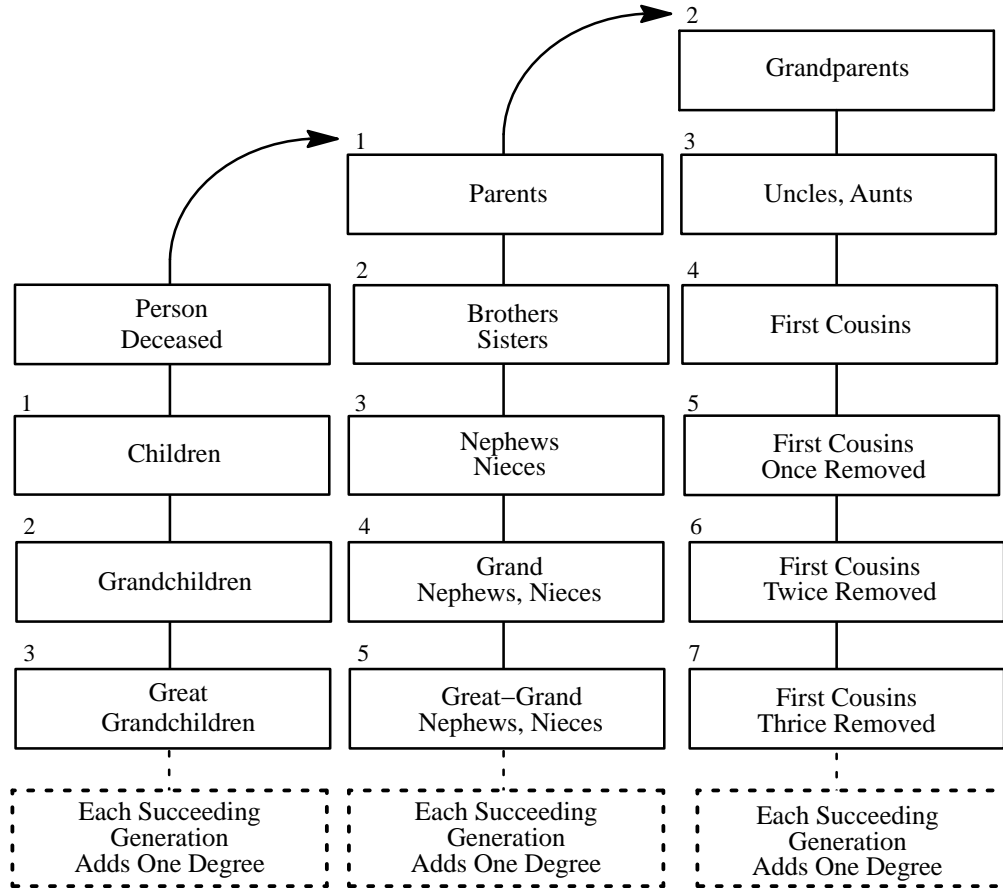 2
Grandparents
1
Parents
3
Uncles, Aunts
Person
Deceased
2
Brothers
Sisters
4
First Cousins
1
Children
3
Nephews
Nieces
5
First Cousins
Once Removed
2
Grandchildren
4
Grand
Nephews, Nieces
6
First Cousins
Twice Removed
3
Great
Grandchildren
5
Great–Grand
Nephews, Nieces
7
First Cousins
Thrice Removed
Each Succeeding
Generation
Adds One Degree
Each Succeeding
Generation
Adds One Degree
Each Succeeding
Generation
Adds One Degree